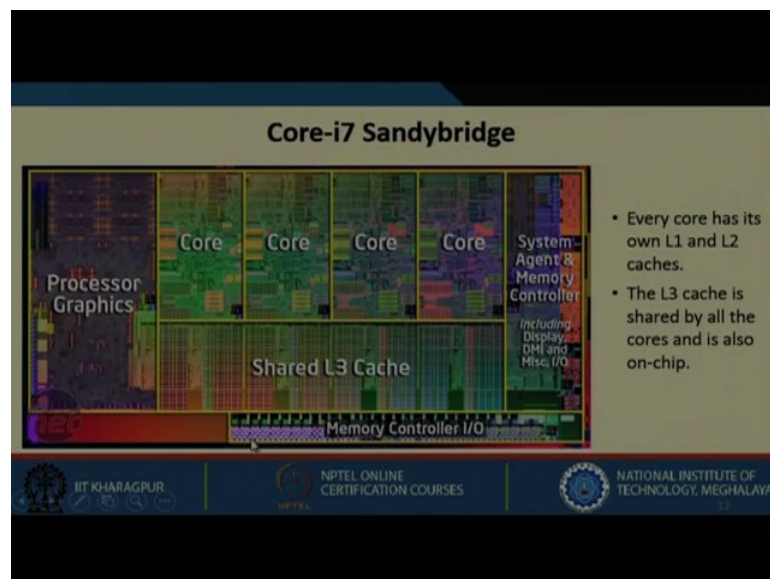 Core-i7 Sandybridge
Processor
Graphics
Core
Core
Core
Core
System
Agent &
Memory
Controller
including
Display,
DMI and
Misc. I/O
Shared L3 Cache
Memory Controller I/O
• Every core has its
own L1 and L2
caches.
• The L3 cache is
shared by all the
cores and is also
on-chip.
IIT KHARAGPUR
NPTEL
NPTEL ONLINE
CERTIFICATION COURSES
NATIONAL INSTITUTE OF
TECHNOLOGY, MEGHALAYA
12